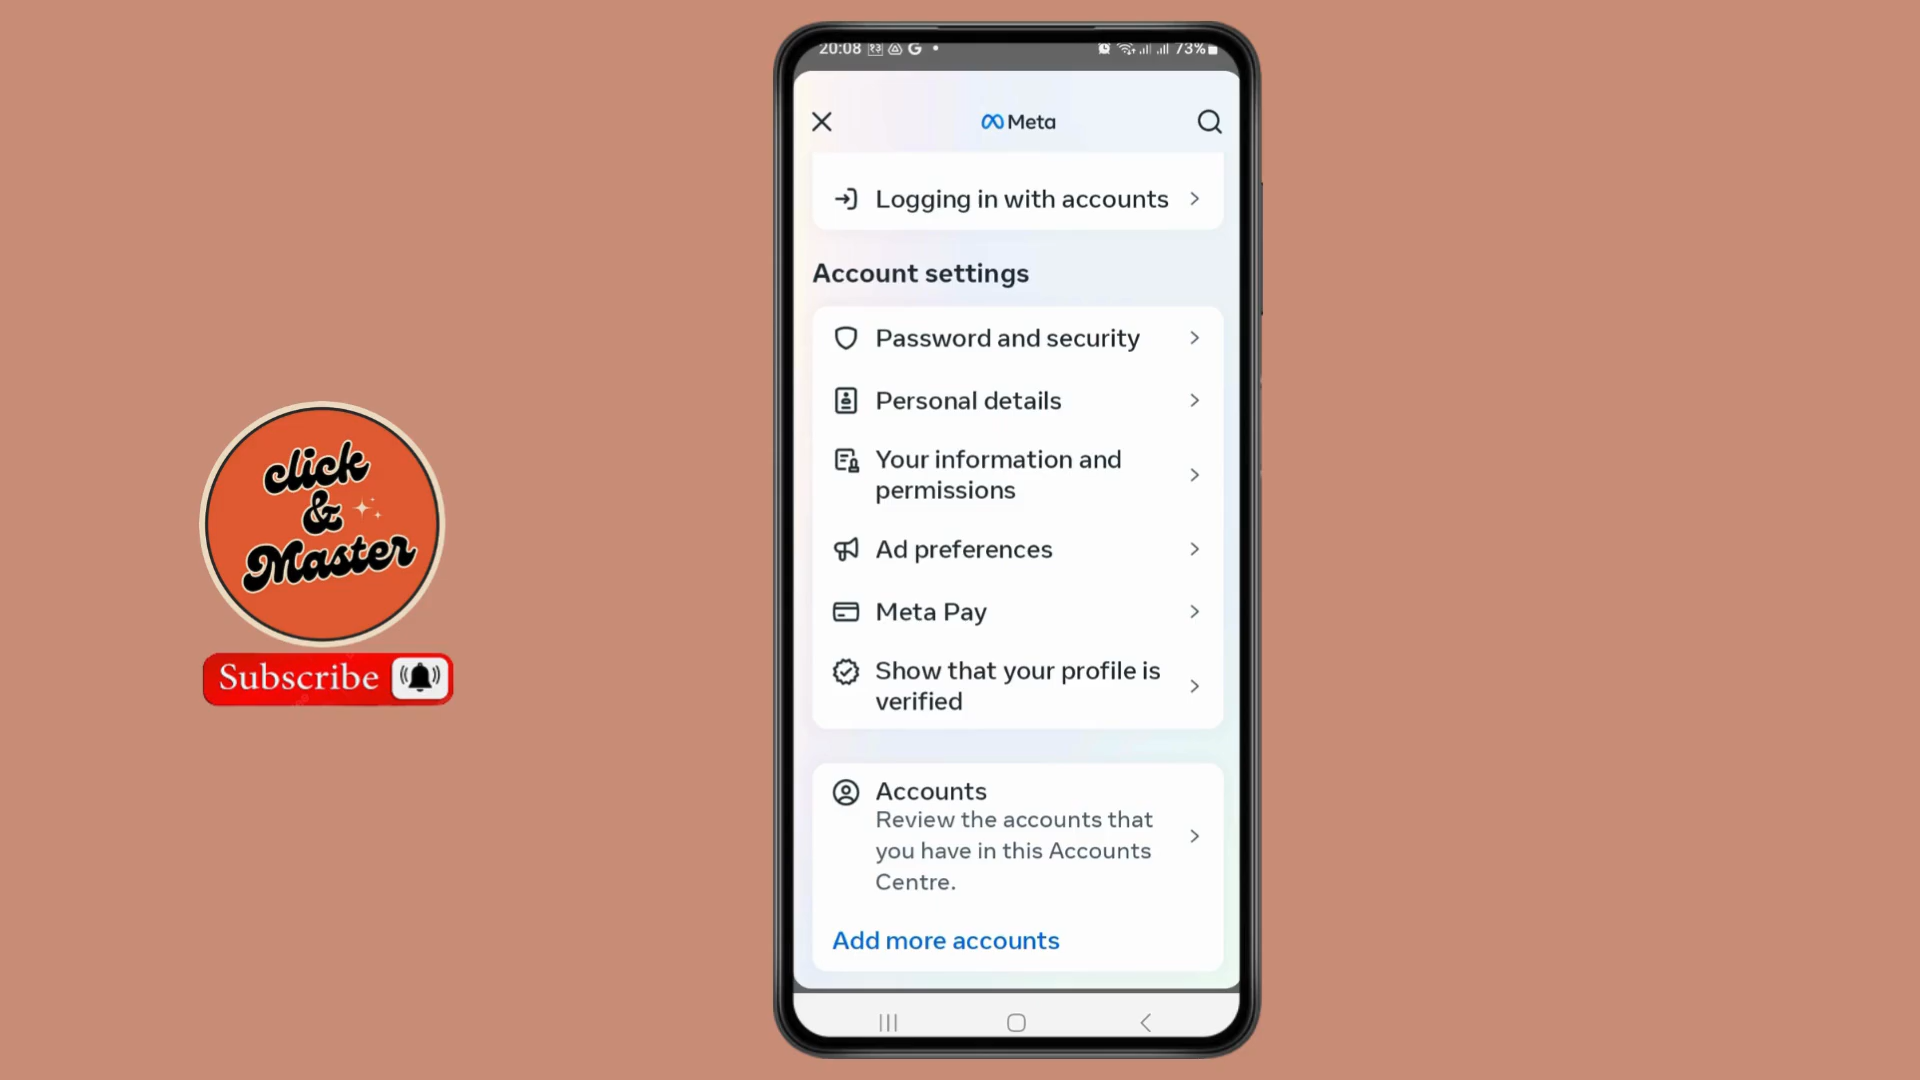 20:08
73%
Meta
Logging in with accounts
Account settings
Password and security
Personal details
Your information and
permissions
Ad preferences
Meta Pay
Show that your profile is
verified
Accounts
Review the accounts that
you have in this Accounts
Centre.
Add more accounts
click
&
Master
Subscribe